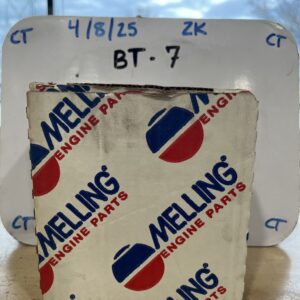 CT 4/8/25 ZK CT
BT-7
MELLING®
ENGINE PARTS
MELLING®
ENGINE PARTS
MELLING®
ENGINE PARTS
CT CT
MELLING